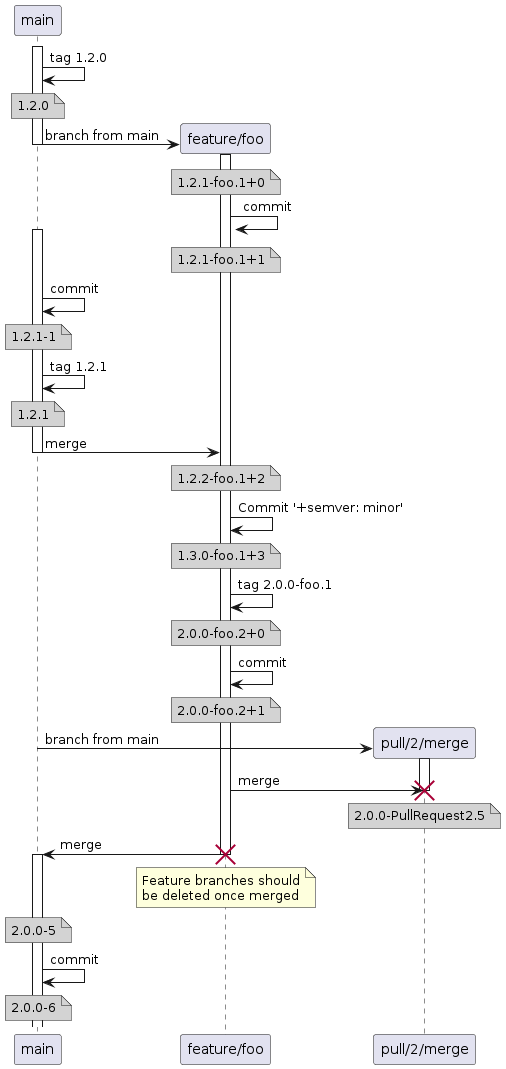 main
tag 1.2.0
1.2.0
branch from main
feature/foo
1.2.1-foo.1+0
commit
1.2.1-foo.1+1
commit
1.2.1-1
tag 1.2.1
1.2.1
merge
1.2.2-foo.1+2
Commit '+semver: minor'
1.3.0-foo.1+3
tag 2.0.0-foo.1
2.0.0-foo.2+0
commit
2.0.0-foo.2+1
branch from main
pull/2/merge
merge
2.0.0-PullRequest2.5
merge
Feature branches should
be deleted once merged
2.0.0-5
commit
2.0.0-6
main
feature/foo
pull/2/merge